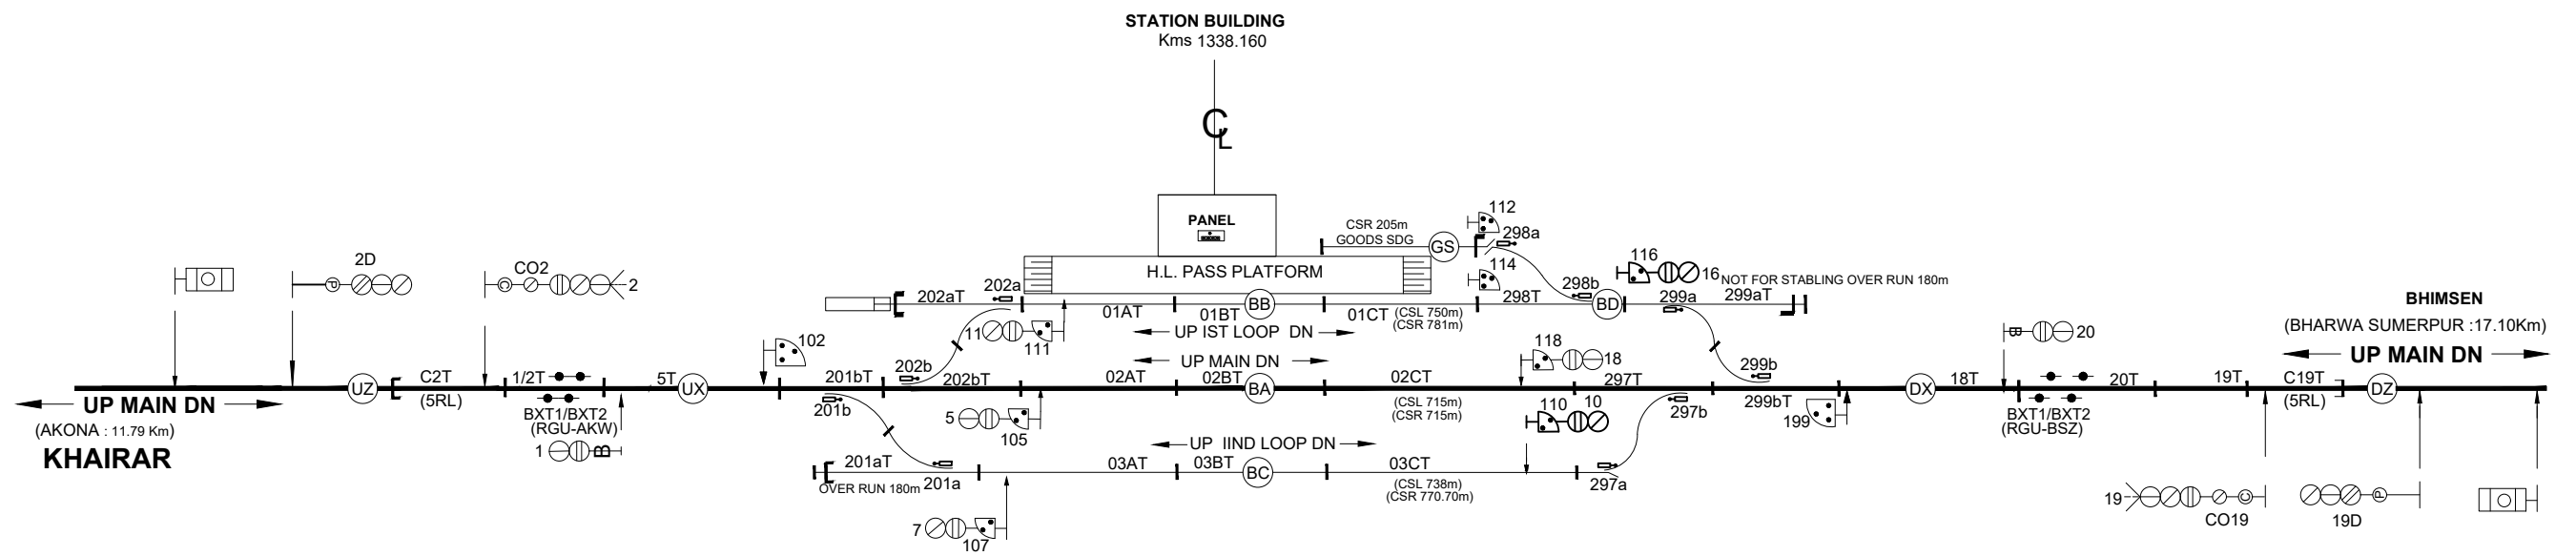 STATION BUILDING
Kms 1338.160
CL
PANEL
CSR 205m
GOODS SDG
GS
112
298a
H.L. PASS PLATFORM
114
116
16
NOT FOR STABLING OVER RUN 180m
2D
P
CO2
C
2
202aT
202a
01AT
01BT
BB
01CT
(CSL 750m)
(CSR 781m)
298T
298b
BD
299a
299aT
11
111
UP IST LOOP DN
BHIMSEN
(BHARWA SUMERPUR :17.10Km)
UP MAIN DN
102
UP MAIN DN
118
18
B
20
UZ
C2T
(5RL)
1/2T
5T
UX
201bT
202b
202bT
02AT
02BT
BA
02CT
(CSL 715m)
(CSR 715m)
297T
299b
299bT
DX
18T
20T
19T
C19T
(5RL)
DZ
UP MAIN DN
(AKONA : 11.79 Km)
KHAIRAR
BXT1/BXT2
(RGU-AKW)
1
B
201b
5
105
110
10
297b
199
BXT1/BXT2
(RGU-BSZ)
UP IIND LOOP DN
201aT
OVER RUN 180m
201a
03AT
03BT
BC
03CT
(CSL 738m)
(CSR 770.70m)
297a
7
107
19
C
CO19
P
19D